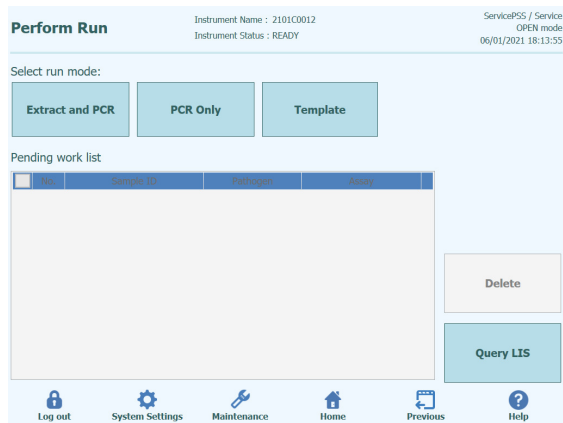 Perform Run
Instrument Name : 2101C0012
Instrument Status : READY
ServicePSS / Service
OPEN mode
06/01/2021 18:13:55
Select run mode:
Extract and PCR
PCR Only
Template
Pending work list
No. Sample ID Pathogen Assay
Delete
Query LIS
Log out
System Settings
Maintenance
Home
Previous
Help